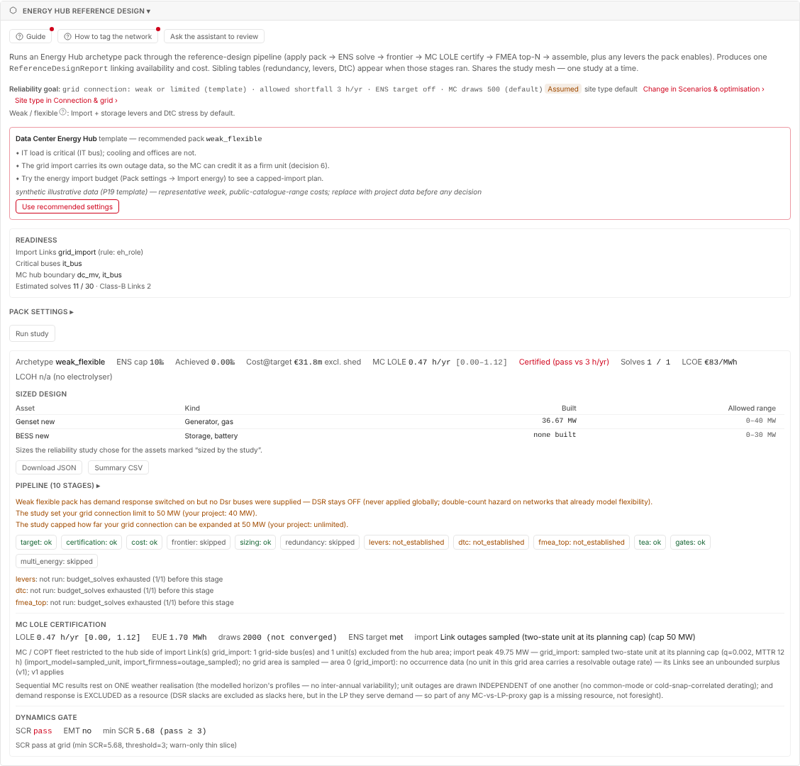 ENERGY HUB REFERENCE DESIGN ▾
Guide How to tag the network Ask the assistant to review
Runs an Energy Hub archetype pack through the reference-design pipeline (apply pack → ENS solve → frontier → MC LOLE certify → FMEA top-N → assemble, plus any levers the pack enables). Produces one
ReferenceDesignReport linking availability and cost. Sibling tables (redundancy, levers, DtC) appear when those stages ran. Shares the study mesh — one study at a time.
Reliability goal: grid connection: weak or limited (template) · allowed shortfall 3 h/yr · ENS target off · MC draws 500 (default) Assumed site type default Change in Scenarios & optimisation ›
Site type in Connection & grid ›
Weak / flexible ?: Import + storage levers and DtC stress by default.
Data Center Energy Hub template — recommended pack weak_flexible
• IT load is critical (IT bus); cooling and offices are not.
• The grid import carries its own outage data, so the MC can credit it as a firm unit (decision 6).
• Try the energy import budget (Pack settings → Import energy) to see a capped-import plan.
synthetic illustrative data (P19 template) — representative week, public-catalogue-range costs; replace with project data before any decision
Use recommended settings
READINESS
Import Links grid_import (rule: eh_role)
Critical buses it_bus
MC hub boundary dc_mv, it_bus
Estimated solves 11 / 30 · Class-B Links 2
PACK SETTINGS ▸
Run study
Archetype weak_flexible ENS cap 10‰ Achieved 0.00‰ Cost@target €31.8m excl. shed MC LOLE 0.47 h/yr [0.00–1.12] Certified (pass vs 3 h/yr) Solves 1 / 1 LCOE €83/MWh
LCOH n/a (no electrolyser)
SIZED DESIGN
Asset Kind Built Allowed range
Genset new Generator, gas 36.67 MW 0–40 MW
BESS new Storage, battery none built 0–30 MW
Sizes the reliability study chose for the assets marked “sized by the study”.
Download JSON Summary CSV
PIPELINE (10 STAGES) ▸
Weak flexible pack has demand response switched on but no Dsr buses were supplied — DSR stays OFF (never applied globally; double-count hazard on networks that already model flexibility).
The study set your grid connection limit to 50 MW (your project: 40 MW).
The study capped how far your grid connection can be expanded at 50 MW (your project: unlimited).
target: ok certification: ok cost: ok frontier: skipped sizing: ok redundancy: skipped levers: not_established dtc: not_established fmea_top: not_established tea: ok gates: ok
multi_energy: skipped
levers: not run: budget_solves exhausted (1/1) before this stage
dtc: not run: budget_solves exhausted (1/1) before this stage
fmea_top: not run: budget_solves exhausted (1/1) before this stage
MC LOLE CERTIFICATION
LOLE 0.47 h/yr [0.00, 1.12] EUE 1.70 MWh draws 2000 (not converged) ENS target met import Link outages sampled (two-state unit at its planning cap) (cap 50 MW)
MC / COPT fleet restricted to the hub side of import Link(s) grid_import: 1 grid-side bus(es) and 1 unit(s) excluded from the hub area; import peak 49.75 MW — grid_import: sampled two-state unit at its planning cap (q=0.002, MTTR 12
h) (import_model=sampled_unit, import_firmness=outage_sampled); no grid area is sampled — area 0 (grid_import): no occurrence data (no unit in this grid area carries a resolvable outage rate) — its Links see an unbounded surplus
(v1); v1 applies
Sequential MC results rest on ONE weather realisation (the modelled horizon's profiles — no inter-annual variability); unit outages are drawn INDEPENDENT of one another (no common-mode or cold-snap-correlated derating); and
demand response is EXCLUDED as a resource (DSR slacks are excluded as slacks here, but in the LP they serve demand — so part of any MC-vs-LP-proxy gap is a missing resource, not foresight).
DYNAMICS GATE
SCR pass EMT no min SCR 5.68 (pass ≥ 3)
SCR pass at grid (min SCR=5.68, threshold=3; warn-only thin slice)